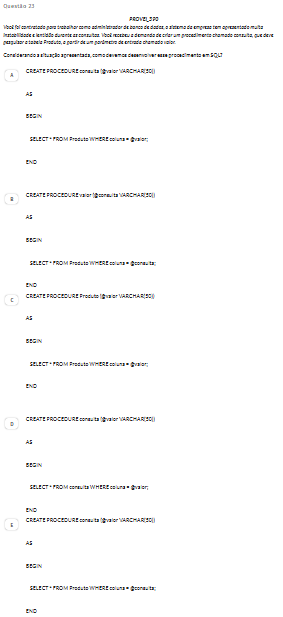 Questão 23
PROVEI_590
Você foi contratado para trabalhar como administrador de banco de dados, o sistema da empresa tem apresentado muita
instabilidade e lentidão durante as consultas. Você recebeu a demanda de criar um procedimento chamado consulta, que deve
pesquisar a tabela Produto, a partir de um parâmetro de entrada chamado valor.
Considerando a situação apresentada, como devemos desenvolver esse procedimento em SQL?
A CREATE PROCEDURE consulta (@valor VARCHAR(50))
AS
BEGIN
SELECT * FROM Produto WHERE coluna = @valor;
END
B CREATE PROCEDURE valor (@consulta VARCHAR(50))
AS
BEGIN
SELECT * FROM Produto WHERE coluna = @consulta;
END
C CREATE PROCEDURE Produto (@valor VARCHAR(50))
AS
BEGIN
SELECT * FROM Produto WHERE coluna = @valor;
END
D CREATE PROCEDURE consulta (@valor VARCHAR(50))
AS
BEGIN
SELECT * FROM consulta WHERE coluna = @valor;
END
E CREATE PROCEDURE consulta (@valor VARCHAR(50))
AS
BEGIN
SELECT * FROM Produto WHERE coluna = @consulta;
END